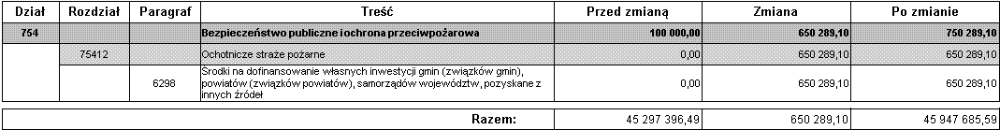 Dział Rozdział Paragraf Treść Przed zmianą Zmiana Po zmianie
754 Bezpieczeństwo publiczne i ochrona przeciwpożarowa 100 000,00 650 289,10 750 289,10
75412 Ochotnicze straże pożarne 0,00 650 289,10 650 289,10
6298 Środki na dofinansowanie własnych inwestycji gmin (związków gmin), powiatów (związków powiatów), samorządów województw, pozyskane z innych źródeł 0,00 650 289,10 650 289,10
Razem: 45 297 396,49 650 289,10 45 947 685,59